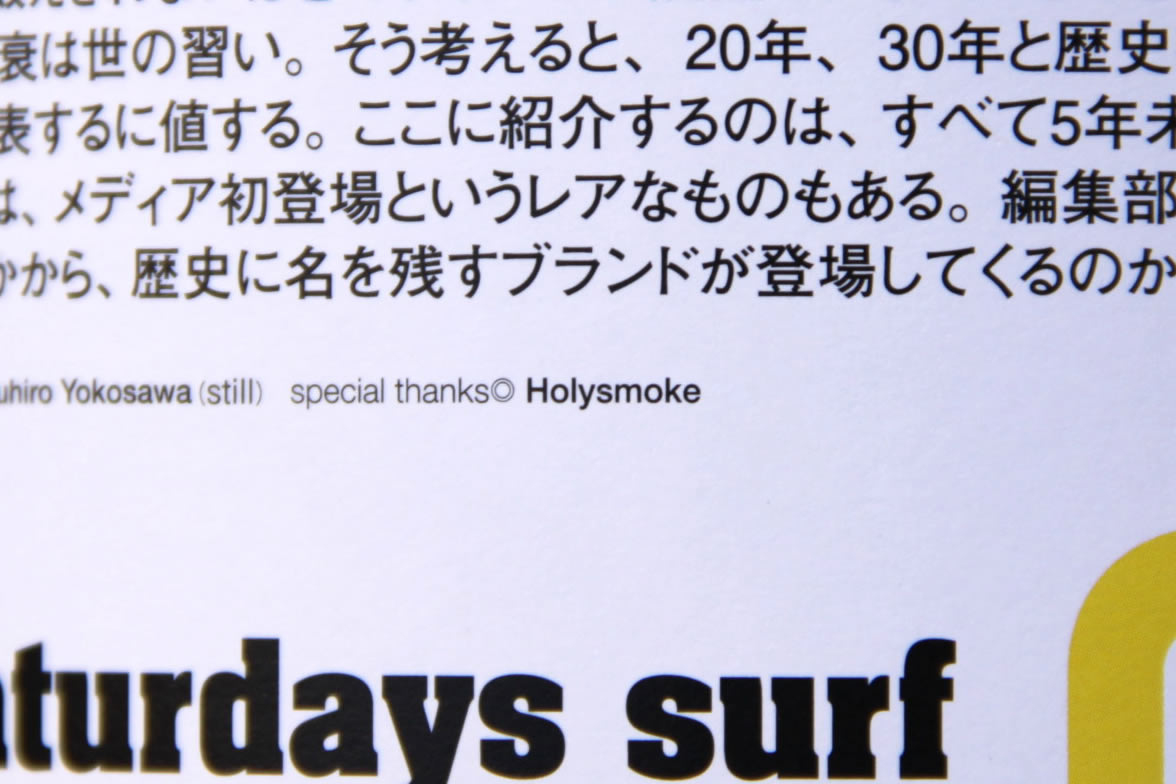 衰は世の習い。そう考えると、20年、30年と歴史
表するに値する。ここに紹介するのは、すべて5年未
は、メディア初登場というレアなものもある。編集部
かから、歴史に名を残すブランドが登場してくるのか
uhiro Yokosawa (still) special thanks◎ Holysmoke
aturdays surf